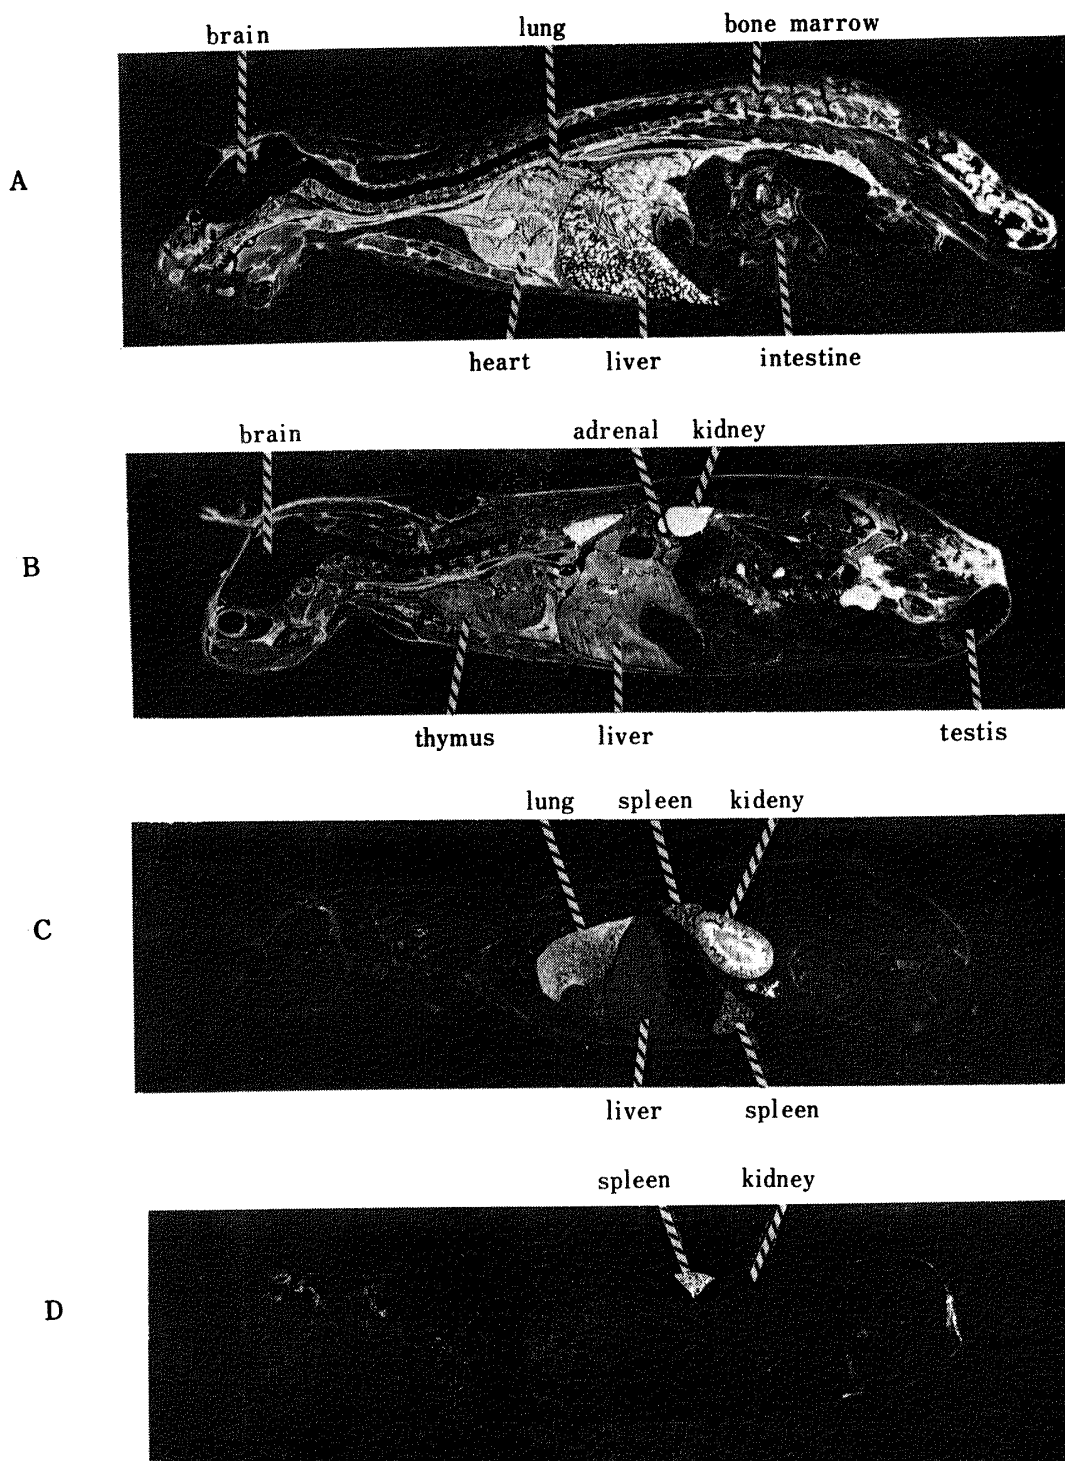 brain lung bone marrow
A
heart liver intestine
brain adrenal kidney
B
thymus liver testis
lung spleen kideny
C
liver spleen
spleen kidney
D